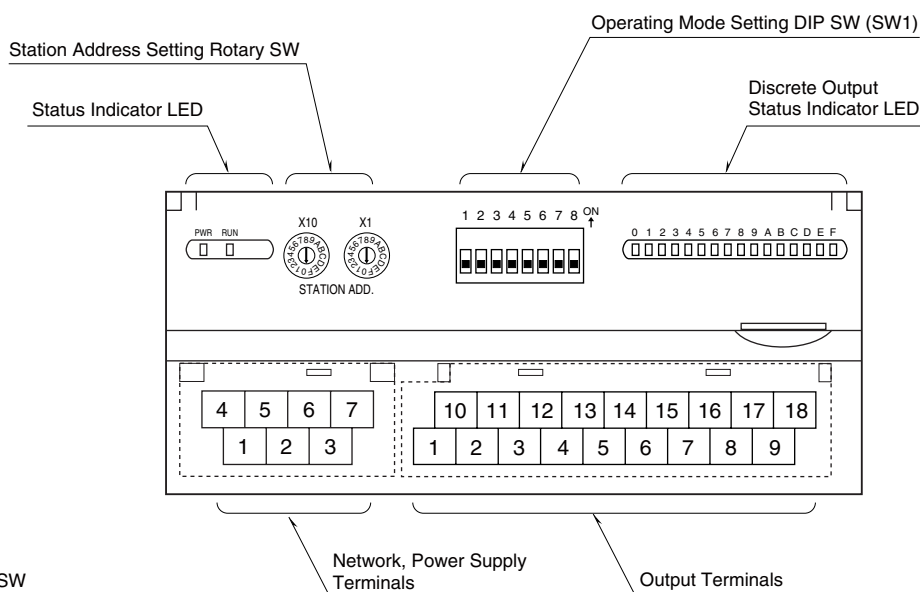 Operating Mode Setting DIP SW (SW1)
Station Address Setting Rotary SW
Discrete Output
Status Indicator LED
Status Indicator LED
1 2 3 4 5 6 7 8 ON
X10 X1
PWR RUN
0 1 2 3 4 5 6 7 8 9 A B C D E F
0123456789ABCDEF
0123456789ABCDEF
STATION ADD.
4 5 6 7
10 11 12 13 14 15 16 17 18
1 2 3
1 2 3 4 5 6 7 8 9
Network, Power Supply
Terminals
Output Terminals
SW